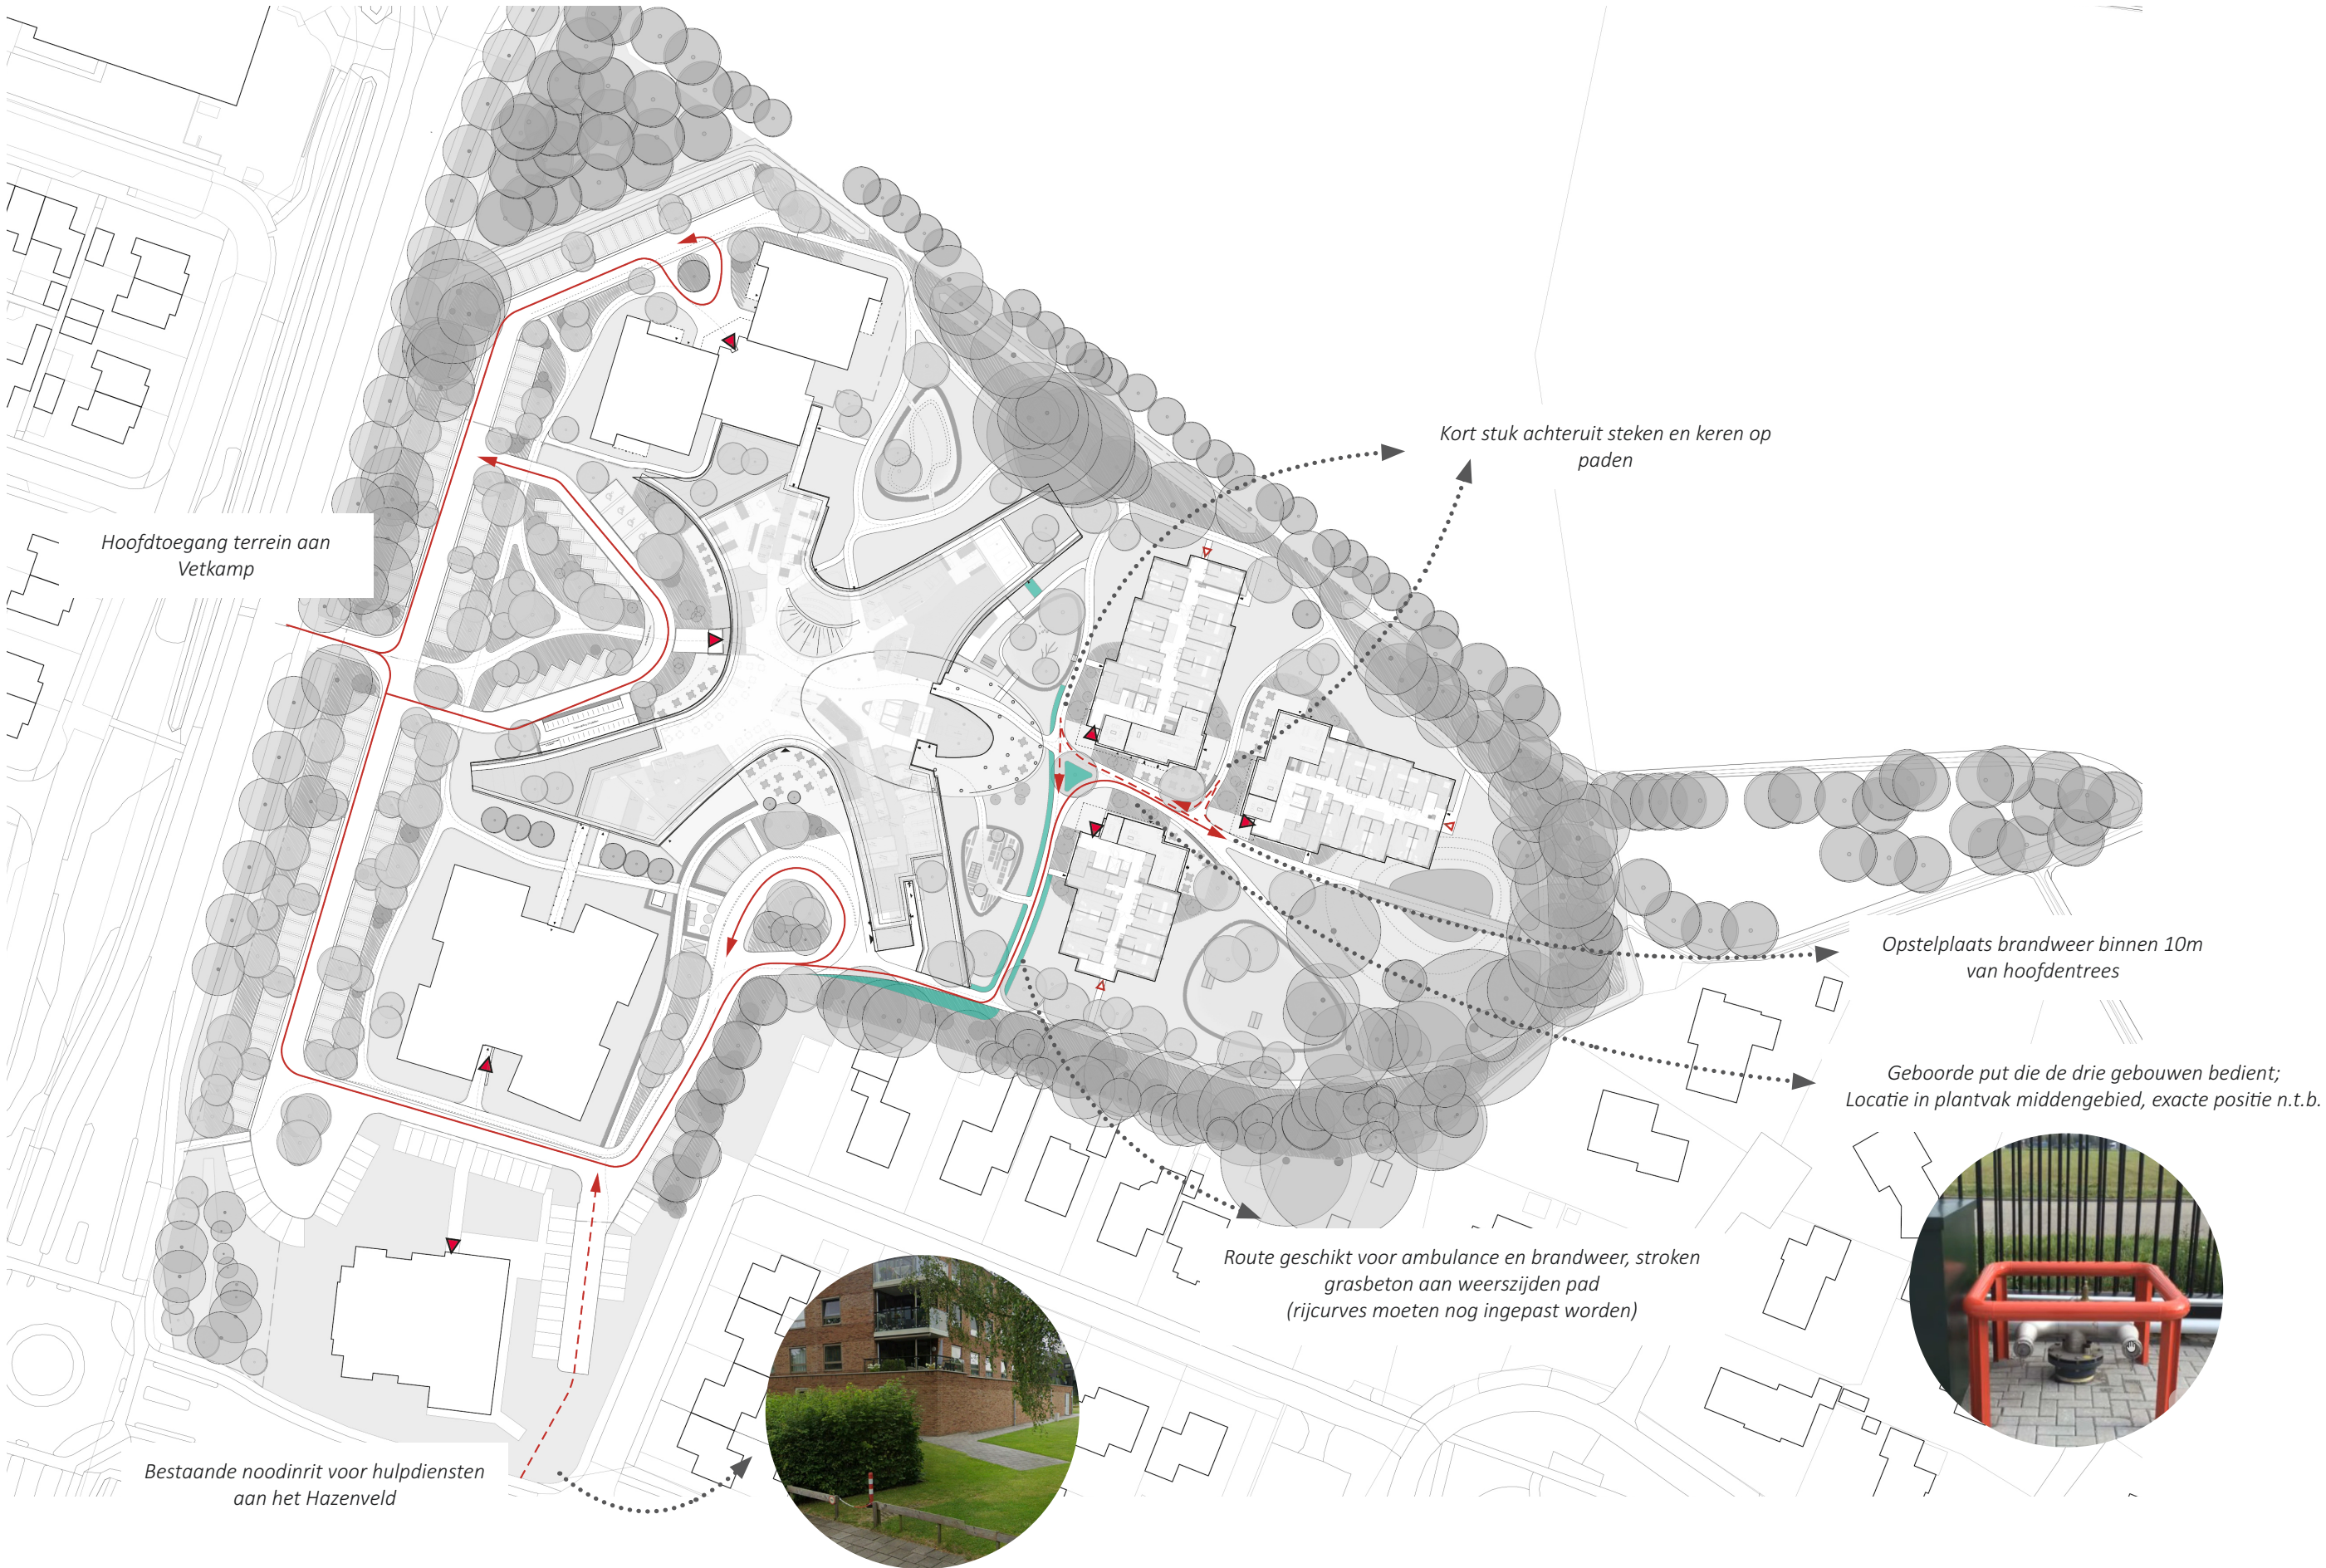 Kort stuk achteruit steken en keren op
paden
Hoofdtoegang terrein aan
Vetkamp
Opstelplaats brandweer binnen 10m
van hoofdentrees
Geboorde put die de drie gebouwen bedient;
Locatie in plantvak middengebied, exacte positie n.t.b.
Route geschikt voor ambulance en brandweer, stroken
grasbeton aan weerszijden pad
(rijcurves moeten nog ingepast worden)
Bestaande noodinrit voor hulpdiensten
aan het Hazenveld